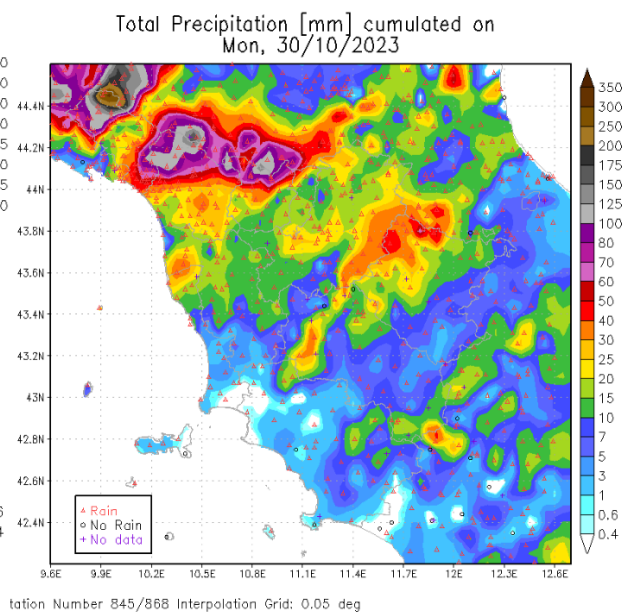 Total Precipitation [mm] cumulated on
Mon, 30/10/2023
44.4N
44.2N
44N
43.8N
43.6N
43.4N
43.2N
43N
42.8N
42.6N
42.4N
9.6E 9.9E 10.2E 10.5E 10.8E 11.1E 11.4E 11.7E 12E 12.3E 12.6E
Rain
No Rain
No data
350
300
250
200
175
150
125
100
80
70
60
50
40
30
25
20
15
10
7
5
3
1
0.6
0.4
tation Number 845/868 Interpolation Grid: 0.05 deg